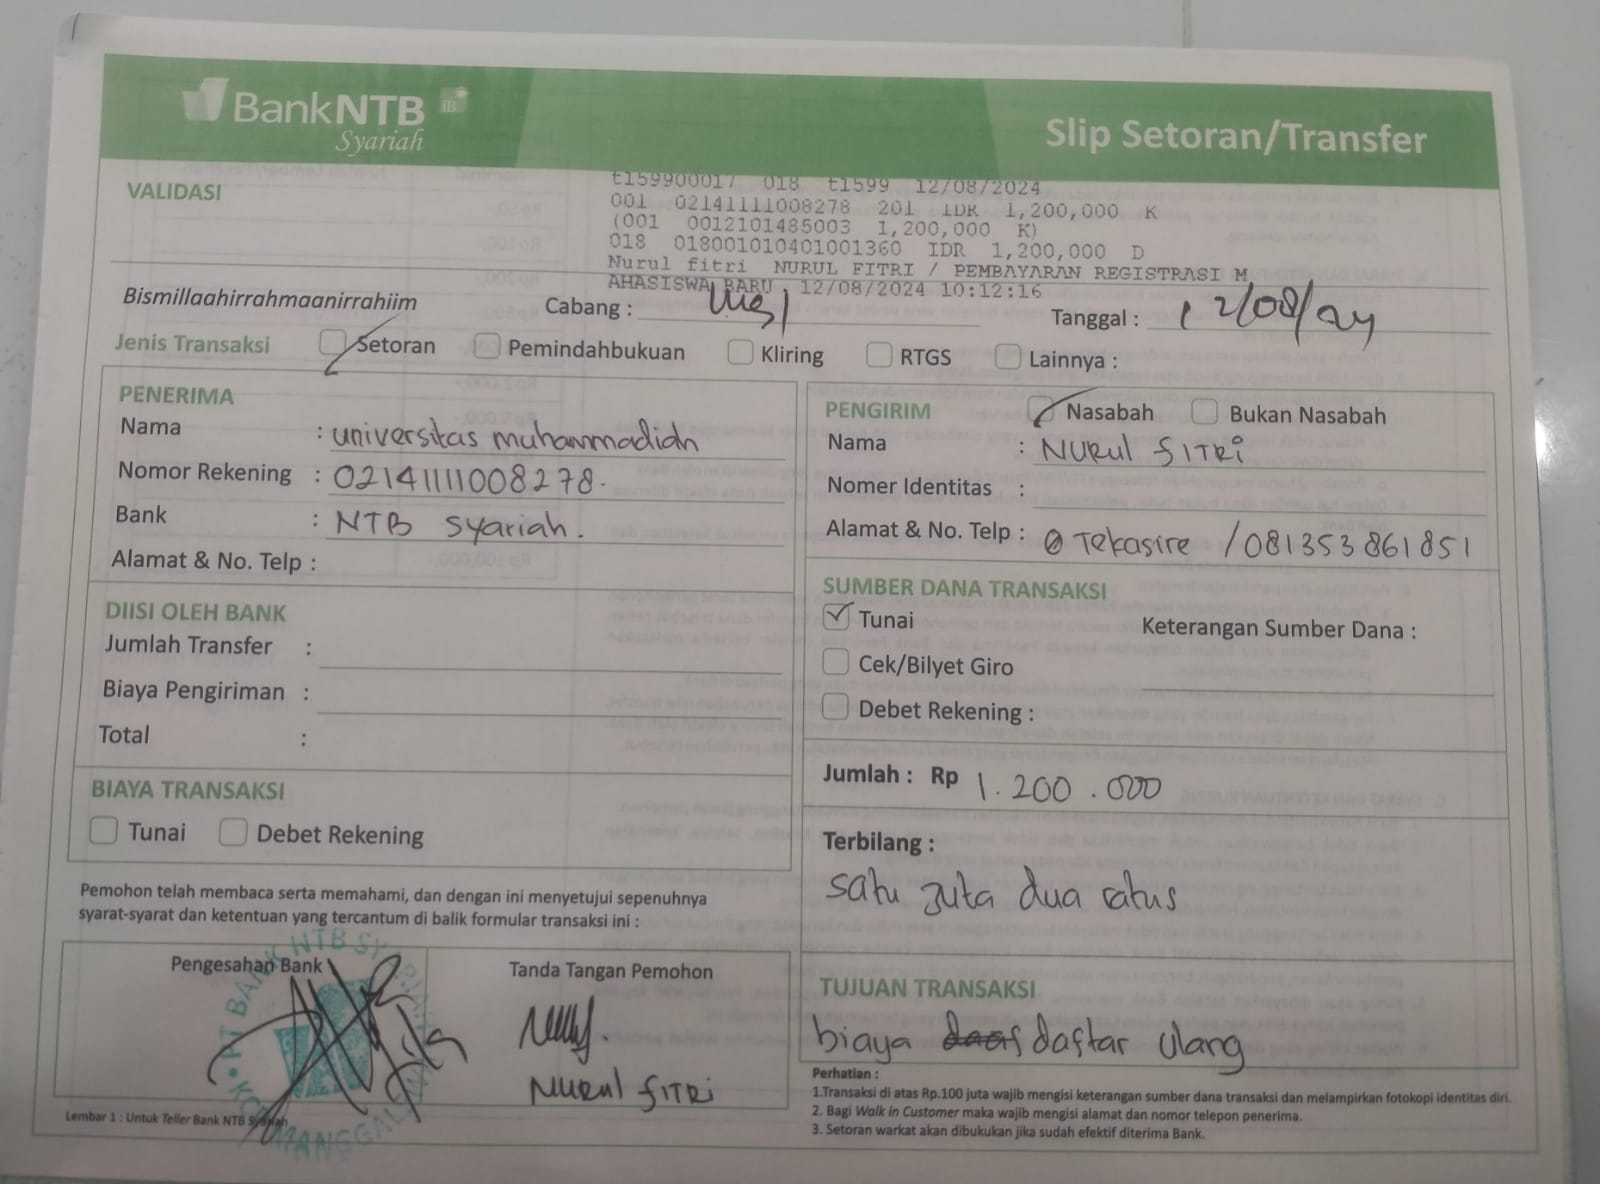 BankNTB iB
Syariah
Slip Setoran/Transfer
VALIDASI
t159900017 018 t1599 12/08/2024
001 02141111008278 201 IDR 1,200,000 K
(001 0012101485003 1,200,000 K)
018 018001010401001360 IDR 1,200,000 D
Nurul fitri NURUL FITRI / PEMBAYARAN REGISTRASI M
AHASISWA BARU , 12/08/2024 10:12:16
Bismillaahirrahmaanirrahiim
Cabang :
Tanggal : 12/08/24
Jenis Transaksi Setoran Pemindahbukuan Kliring RTGS Lainnya :
PENERIMA
Nama : universitas muhammadiah
Nomor Rekening : 02141111008278.
Bank : NTB Syariah.
Alamat & No. Telp :
PENGIRIM Nasabah Bukan Nasabah
Nama : NURul fITRi
Nomer Identitas :
Alamat & No. Telp : Tekasire /081353861851
DIISI OLEH BANK
Jumlah Transfer :
Biaya Pengiriman :
Total :
SUMBER DANA TRANSAKSI
Tunai Keterangan Sumber Dana :
Cek/Bilyet Giro
Debet Rekening :
BIAYA TRANSAKSI
Tunai Debet Rekening
Jumlah : Rp 1.200.000
Terbilang :
satu juta dua ratus
Pemohon telah membaca serta memahami, dan dengan ini menyetujui sepenuhnya
syarat-syarat dan ketentuan yang tercantum di balik formular transaksi ini :
Pengesahan Bank
PT BANK NTB SYARIAH
Tanda Tangan Pemohon
NURul fITRi
TUJUAN TRANSAKSI
biaya daftar ulang
Perhatian :
1.Transaksi di atas Rp.100 juta wajib mengisi keterangan sumber dana transaksi dan melampirkan fotokopi identitas diri.
2. Bagi Walk in Customer maka wajib mengisi alamat dan nomor telepon penerima.
3. Setoran warkat akan dibukukan jika sudah efektif diterima Bank.
Lembar 1 : Untuk Teller Bank NTB Syariah